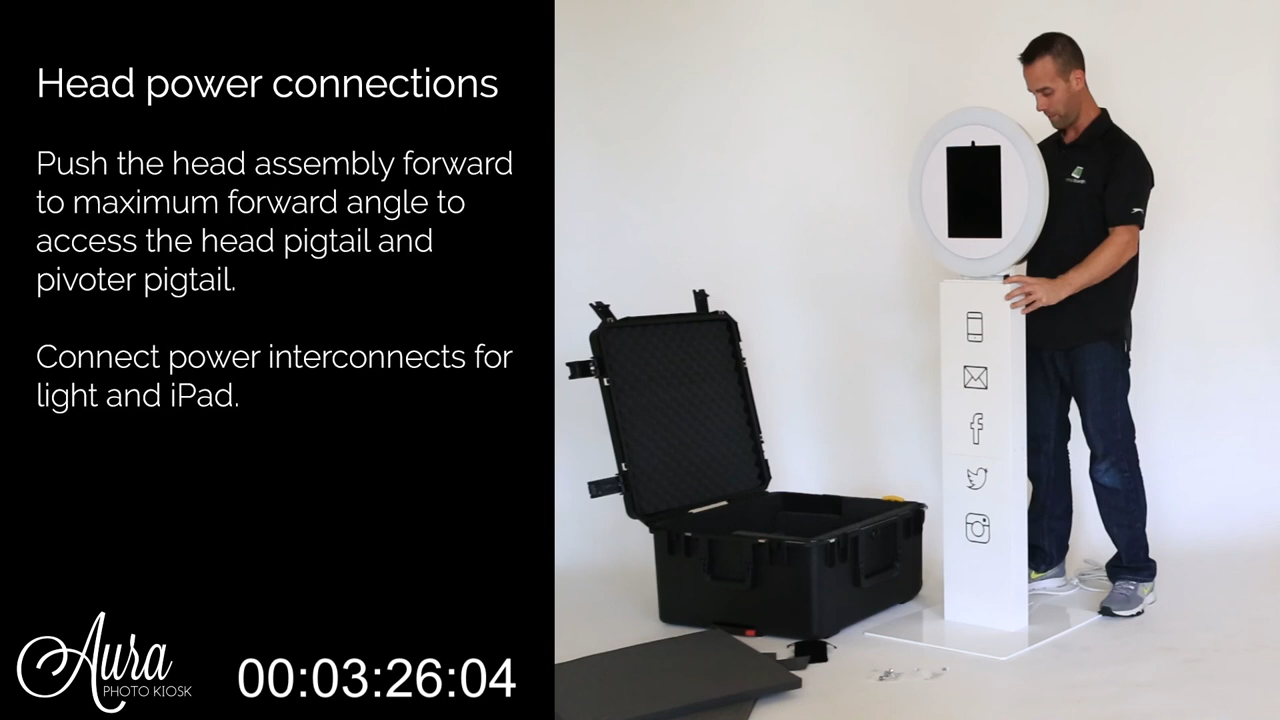 Head power connections
Push the head assembly forward
to maximum forward angle to
access the head pigtail and
pivoter pigtail.
Connect power interconnects for
light and iPad.
Aura
PHOTO KIOSK
00:03:26:04